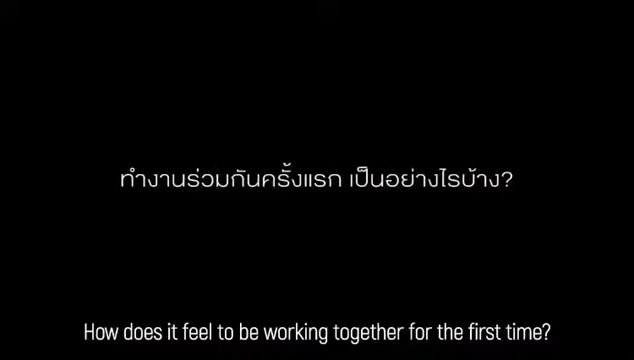 ทำงานร่วมกันครั้งแรก เป็นอย่างไรบ้าง?
How does it feel to be working together for the first time?